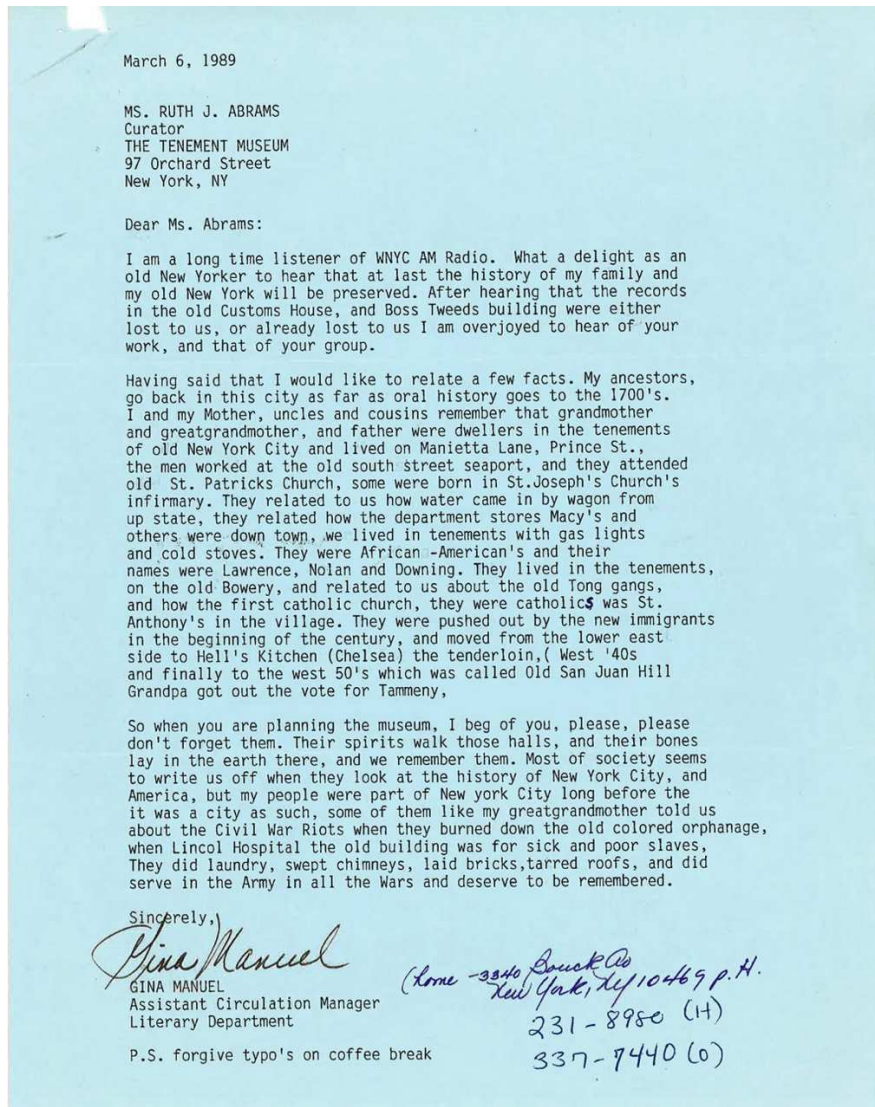 March 6, 1989
MS. RUTH J. ABRAMS
Curator
THE TENEMENT MUSEUM
97 Orchard Street
New York, NY
Dear Ms. Abrams:
I am a long time listener of WNYC AM Radio.  What a delight as an
old New Yorker to hear that at last the history of my family and
my old New York will be preserved. After hearing that the records
in the old Customs House, and Boss Tweeds building were either
lost to us, or already lost to us I am overjoyed to hear of your
work, and that of your group.
Having said that I would like to relate a few facts. My ancestors,
go back in this city as far as oral history goes to the 1700's.
I and my Mother, uncles and cousins remember that grandmother
and greatgrandmother, and father were dwellers in the tenements
of old New York City and lived on Manietta Lane, Prince St.,
the men worked at the old south street seaport, and they attended
old  St. Patricks Church, some were born in St.Joseph's Church's
infirmary. They related to us how water came in by wagon from
up state, they related how the department stores Macy's and
others were down town, we lived in tenements with gas lights
and cold stoves. They were African -American's and their
names were Lawrence, Nolan and Downing. They lived in the tenements,
on the old Bowery, and related to us about the old Tong gangs,
and how the first catholic church, they were catholics was St.
Anthony's in the village. They were pushed out by the new immigrants
in the beginning of the century, and moved from the lower east
side to Hell's Kitchen (Chelsea) the tenderloin,( West '40s
and finally to the west 50's which was called Old San Juan Hill
Grandpa got out the vote for Tammeny,
So when you are planning the museum, I beg of you, please, please
don't forget them. Their spirits walk those halls, and their bones
lay in the earth there, and we remember them. Most of society seems
to write us off when they look at the history of New York City, and
America, but my people were part of New york City long before the
it was a city as such, some of them like my greatgrandmother told us
about the Civil War Riots when they burned down the old colored orphanage,
when Lincol Hospital the old building was for sick and poor slaves,
They did laundry, swept chimneys, laid bricks,tarred roofs, and did
serve in the Army in all the Wars and deserve to be remembered.
Sincerely,
Gina Manuel
GINA MANUEL
Assistant Circulation Manager
Literary Department
P.S. forgive typo's on coffee break
(home - 3340 Bouck Av
New York, NY 10469 p.H.
231-8980 (H)
337-7440 (O)